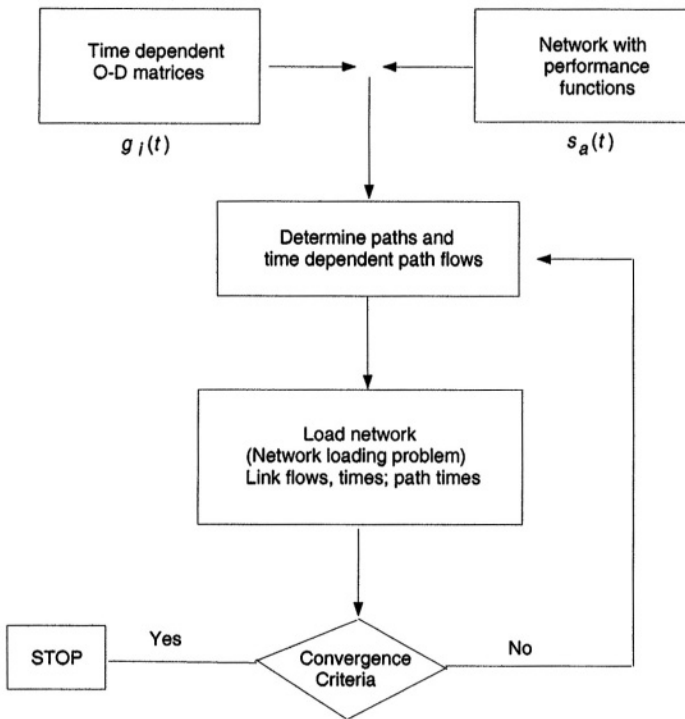 Time dependent
O-D matrices
Network with
performance
functions
g i (t)
s a (t)
Determine paths and
time dependent path flows
Load network
(Network loading problem)
Link flows, times; path times
Yes
No
STOP
Convergence
Criteria